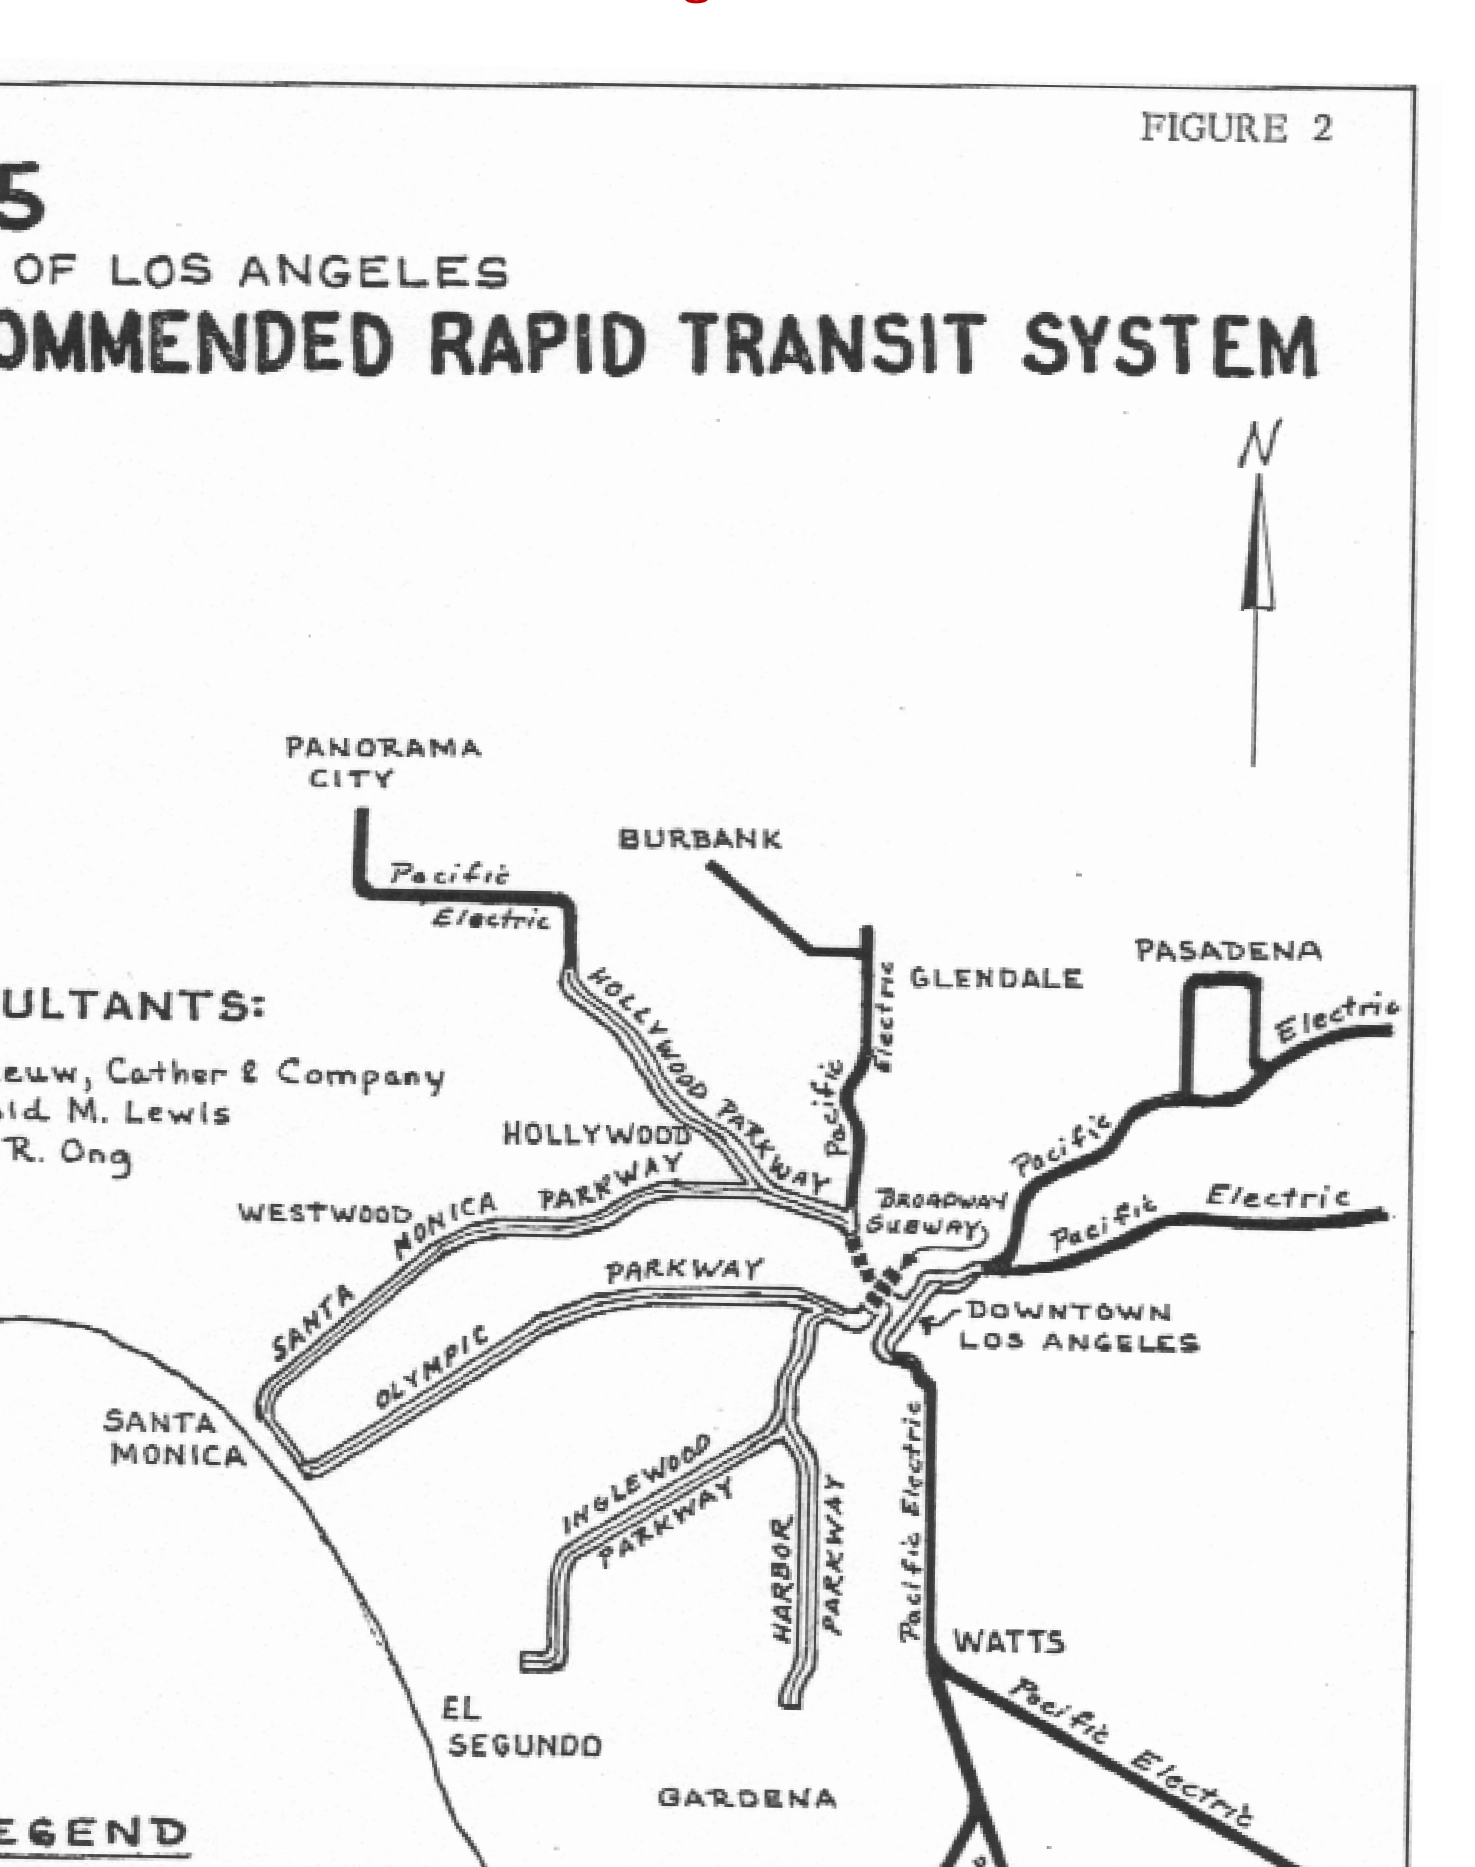 FIGURE 2
5
OF LOS ANGELES
OMMENDED RAPID TRANSIT SYSTEM
N
PANORAMA
CITY
Pacific
Electric
BURBANK
GLENDALE
Pacific Electric
PASADENA
Pacific Electric
ULTANTS:
euw, Cather & Company
ld M. Lewis
R. Ong
HOLLYWOOD PARKWAY
HOLLYWOOD
WESTWOOD
SANTA MONICA PARKWAY
BROADWAY
SUBWAY
Pacific Electric
OLYMPIC PARKWAY
DOWNTOWN
LOS ANGELES
SANTA
MONICA
INGLEWOOD
PARKWAY
HARBOR
PARKWAY
Pacific Electric
WATTS
Pacific Electric
EL
SEGUNDO
GARDENA
EGEND